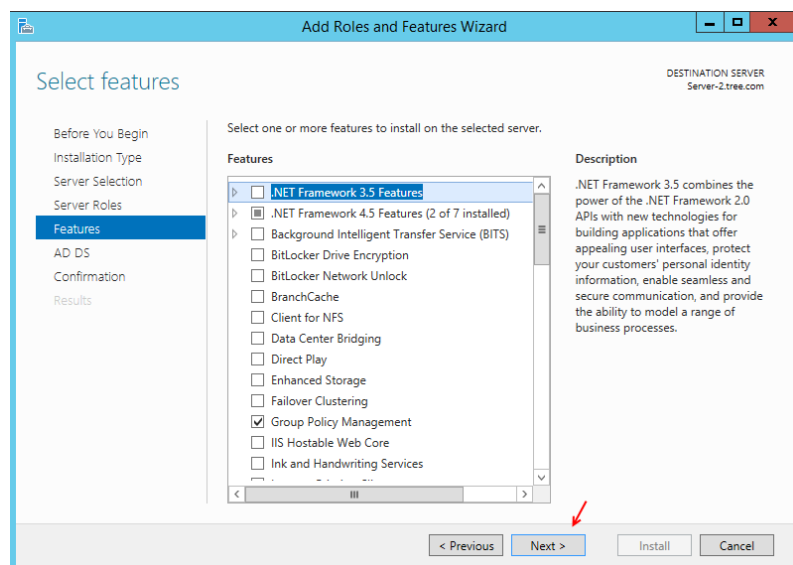 Add Roles and Features Wizard
Select features
DESTINATION SERVER
Server-2.tree.com
Before You Begin
Installation Type
Server Selection
Server Roles
Features
AD DS
Confirmation
Results
Select one or more features to install on the selected server.
Features
.NET Framework 3.5 Features
.NET Framework 4.5 Features (2 of 7 installed)
Background Intelligent Transfer Service (BITS)
BitLocker Drive Encryption
BitLocker Network Unlock
BranchCache
Client for NFS
Data Center Bridging
Direct Play
Enhanced Storage
Failover Clustering
Group Policy Management
IIS Hostable Web Core
Ink and Handwriting Services
Description
.NET Framework 3.5 combines the
power of the .NET Framework 2.0
APIs with new technologies for
building applications that offer
appealing user interfaces, protect
your customers' personal identity
information, enable seamless and
secure communication, and provide
the ability to model a range of
business processes.
< Previous
Next >
Install
Cancel